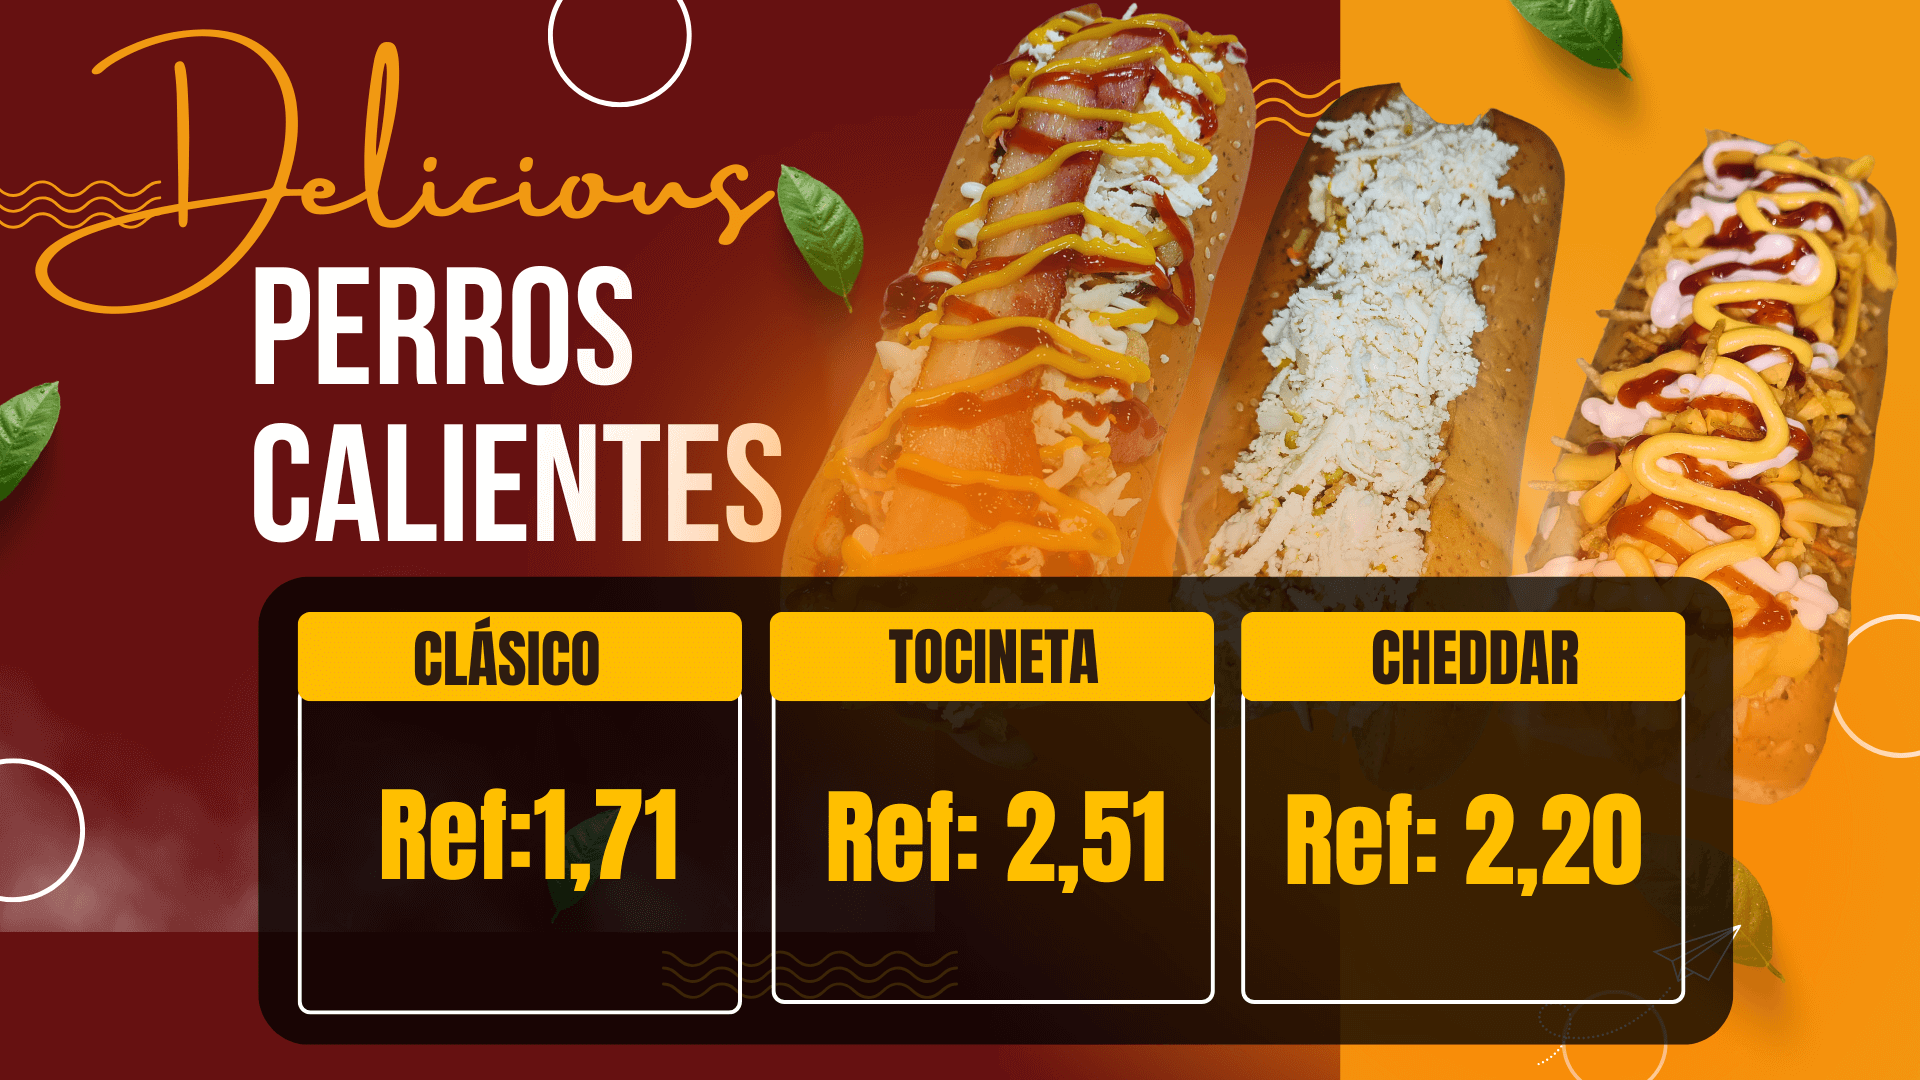 Delicious
PERROS
CALIENTES
CLÁSICO
TOCINETA
CHEDDAR
Ref:1,71
Ref: 2,51
Ref: 2,20